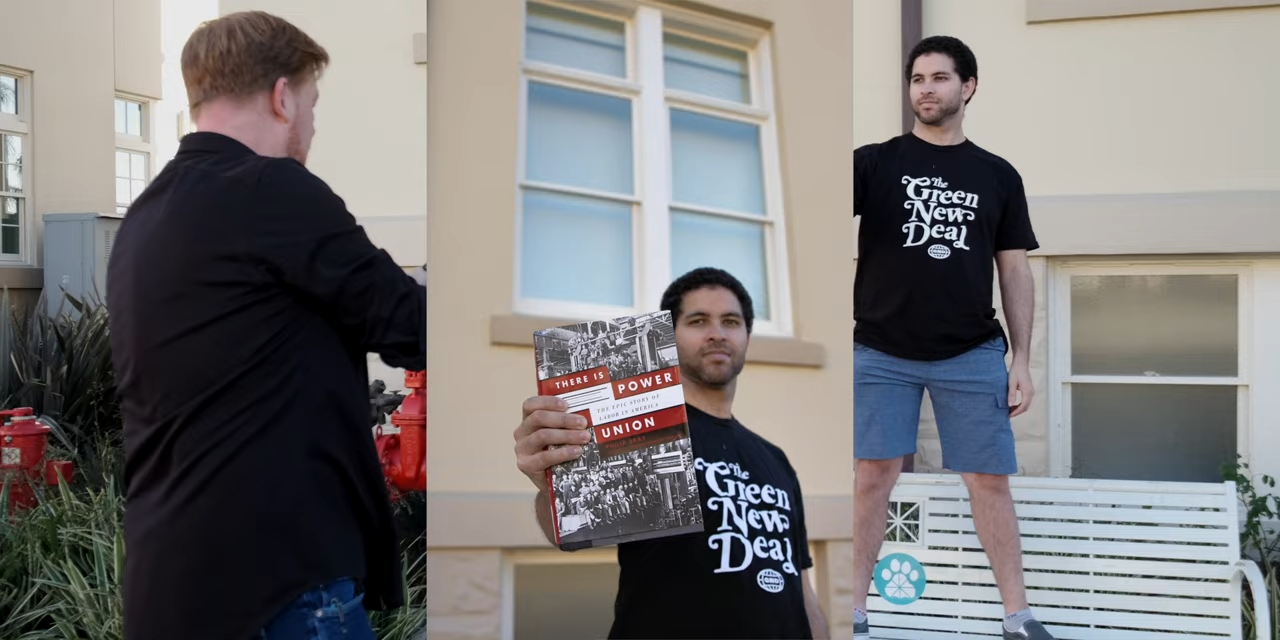 THERE IS
POWER
THE EPIC STORY OF
LABOR IN AMERICA
UNION
The
Green
New
Deal
GND
The
Green
New
Deal